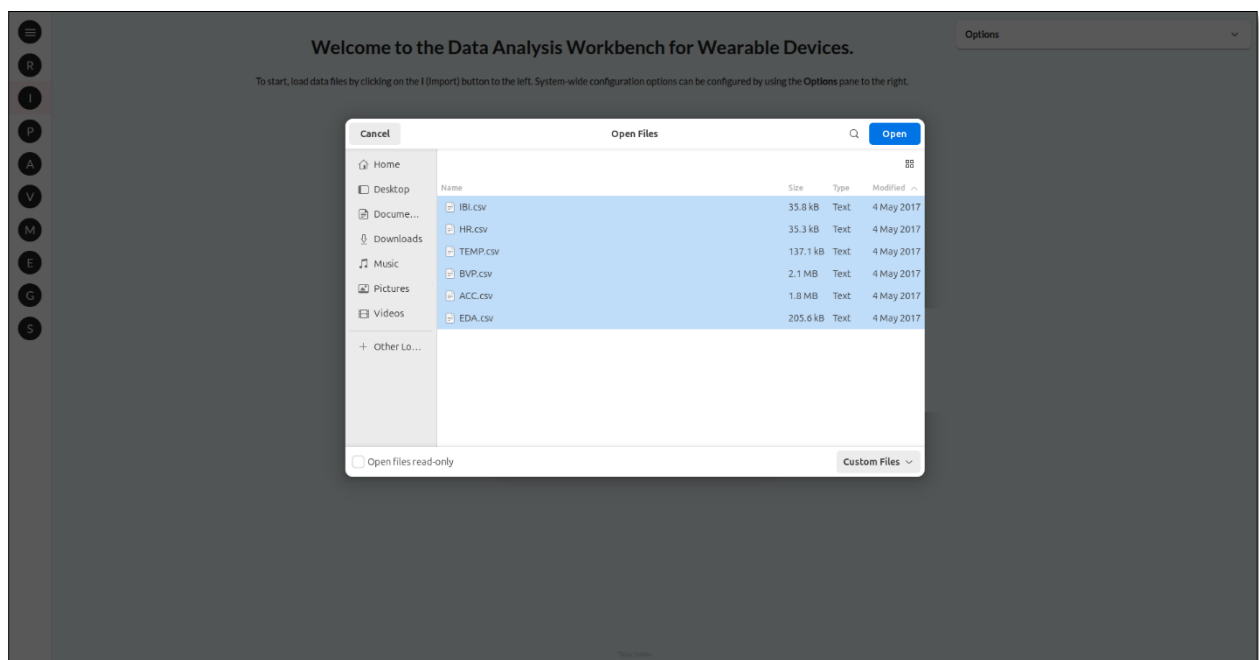 Options
Welcome to the Data Analysis Workbench for Wearable Devices.
To start, load data files by clicking on the I (Import) button to the left. System-wide configuration options can be configured by using the Options pane to the right.
R
I
P
A
V
M
E
G
S
Cancel Open Files Open
Home
Desktop
Docume...
Downloads
Music
Pictures
Videos
+ Other Lo...
Name Size Type Modified
IBI.csv 35.8 kB Text 4 May 2017
HR.csv 35.3 kB Text 4 May 2017
TEMP.csv 137.1 kB Text 4 May 2017
BVP.csv 2.1 MB Text 4 May 2017
ACC.csv 1.8 MB Text 4 May 2017
EDA.csv 205.6 kB Text 4 May 2017
Open files read-only Custom Files